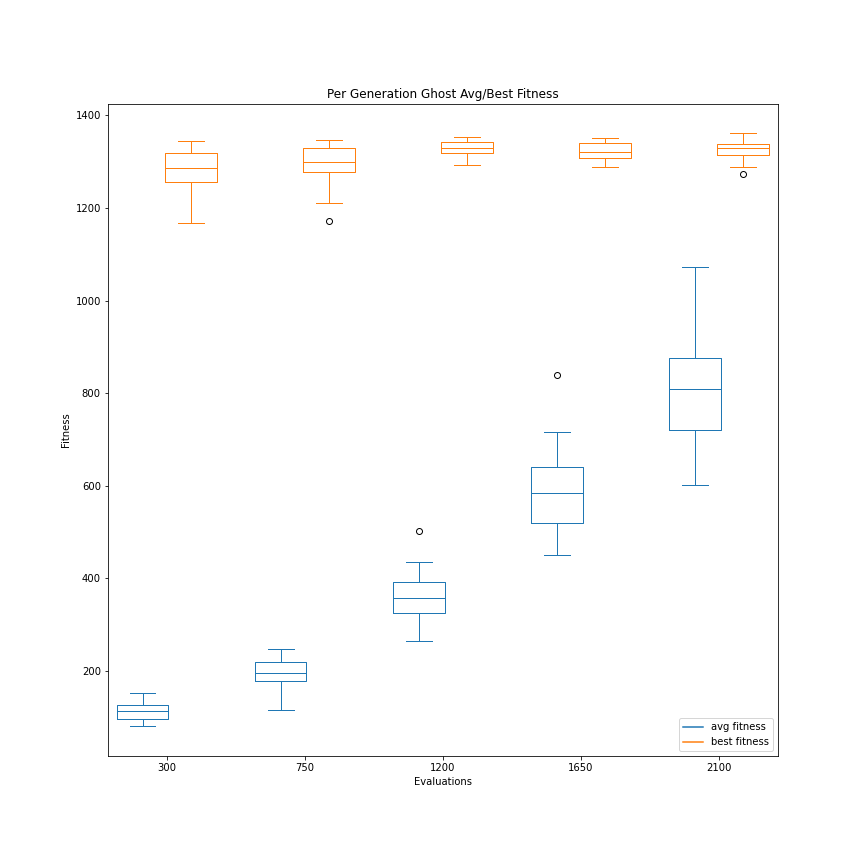 Per Generation Ghost Avg/Best Fitness
1400
1200
1000
800
600
400
200
Fitness
300 750 1200 1650 2100
Evaluations
avg fitness
best fitness